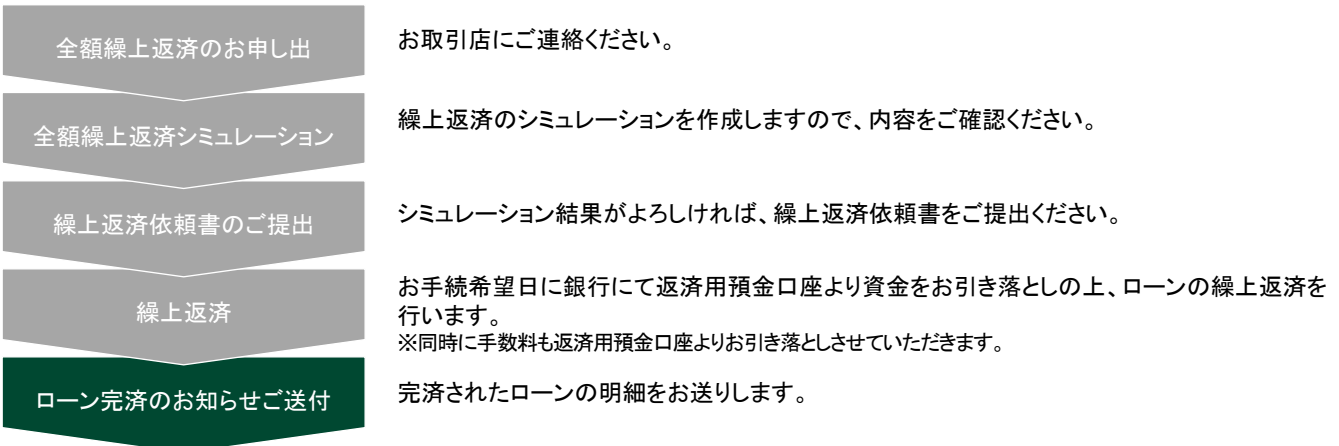 全額繰上返済のお申し出
お取引店にご連絡ください。
全額繰上返済シミュレーション
繰上返済のシミュレーションを作成しますので、内容をご確認ください。
繰上返済依頼書のご提出
シミュレーション結果がよろしければ、繰上返済依頼書をご提出ください。
繰上返済
お手続希望日に銀行にて返済用預金口座より資金をお引き落としの上、ローンの繰上返済を
行います。
※同時に手数料も返済用預金口座よりお引き落としさせていただきます。
ローン完済のお知らせご送付
完済されたローンの明細をお送りします。